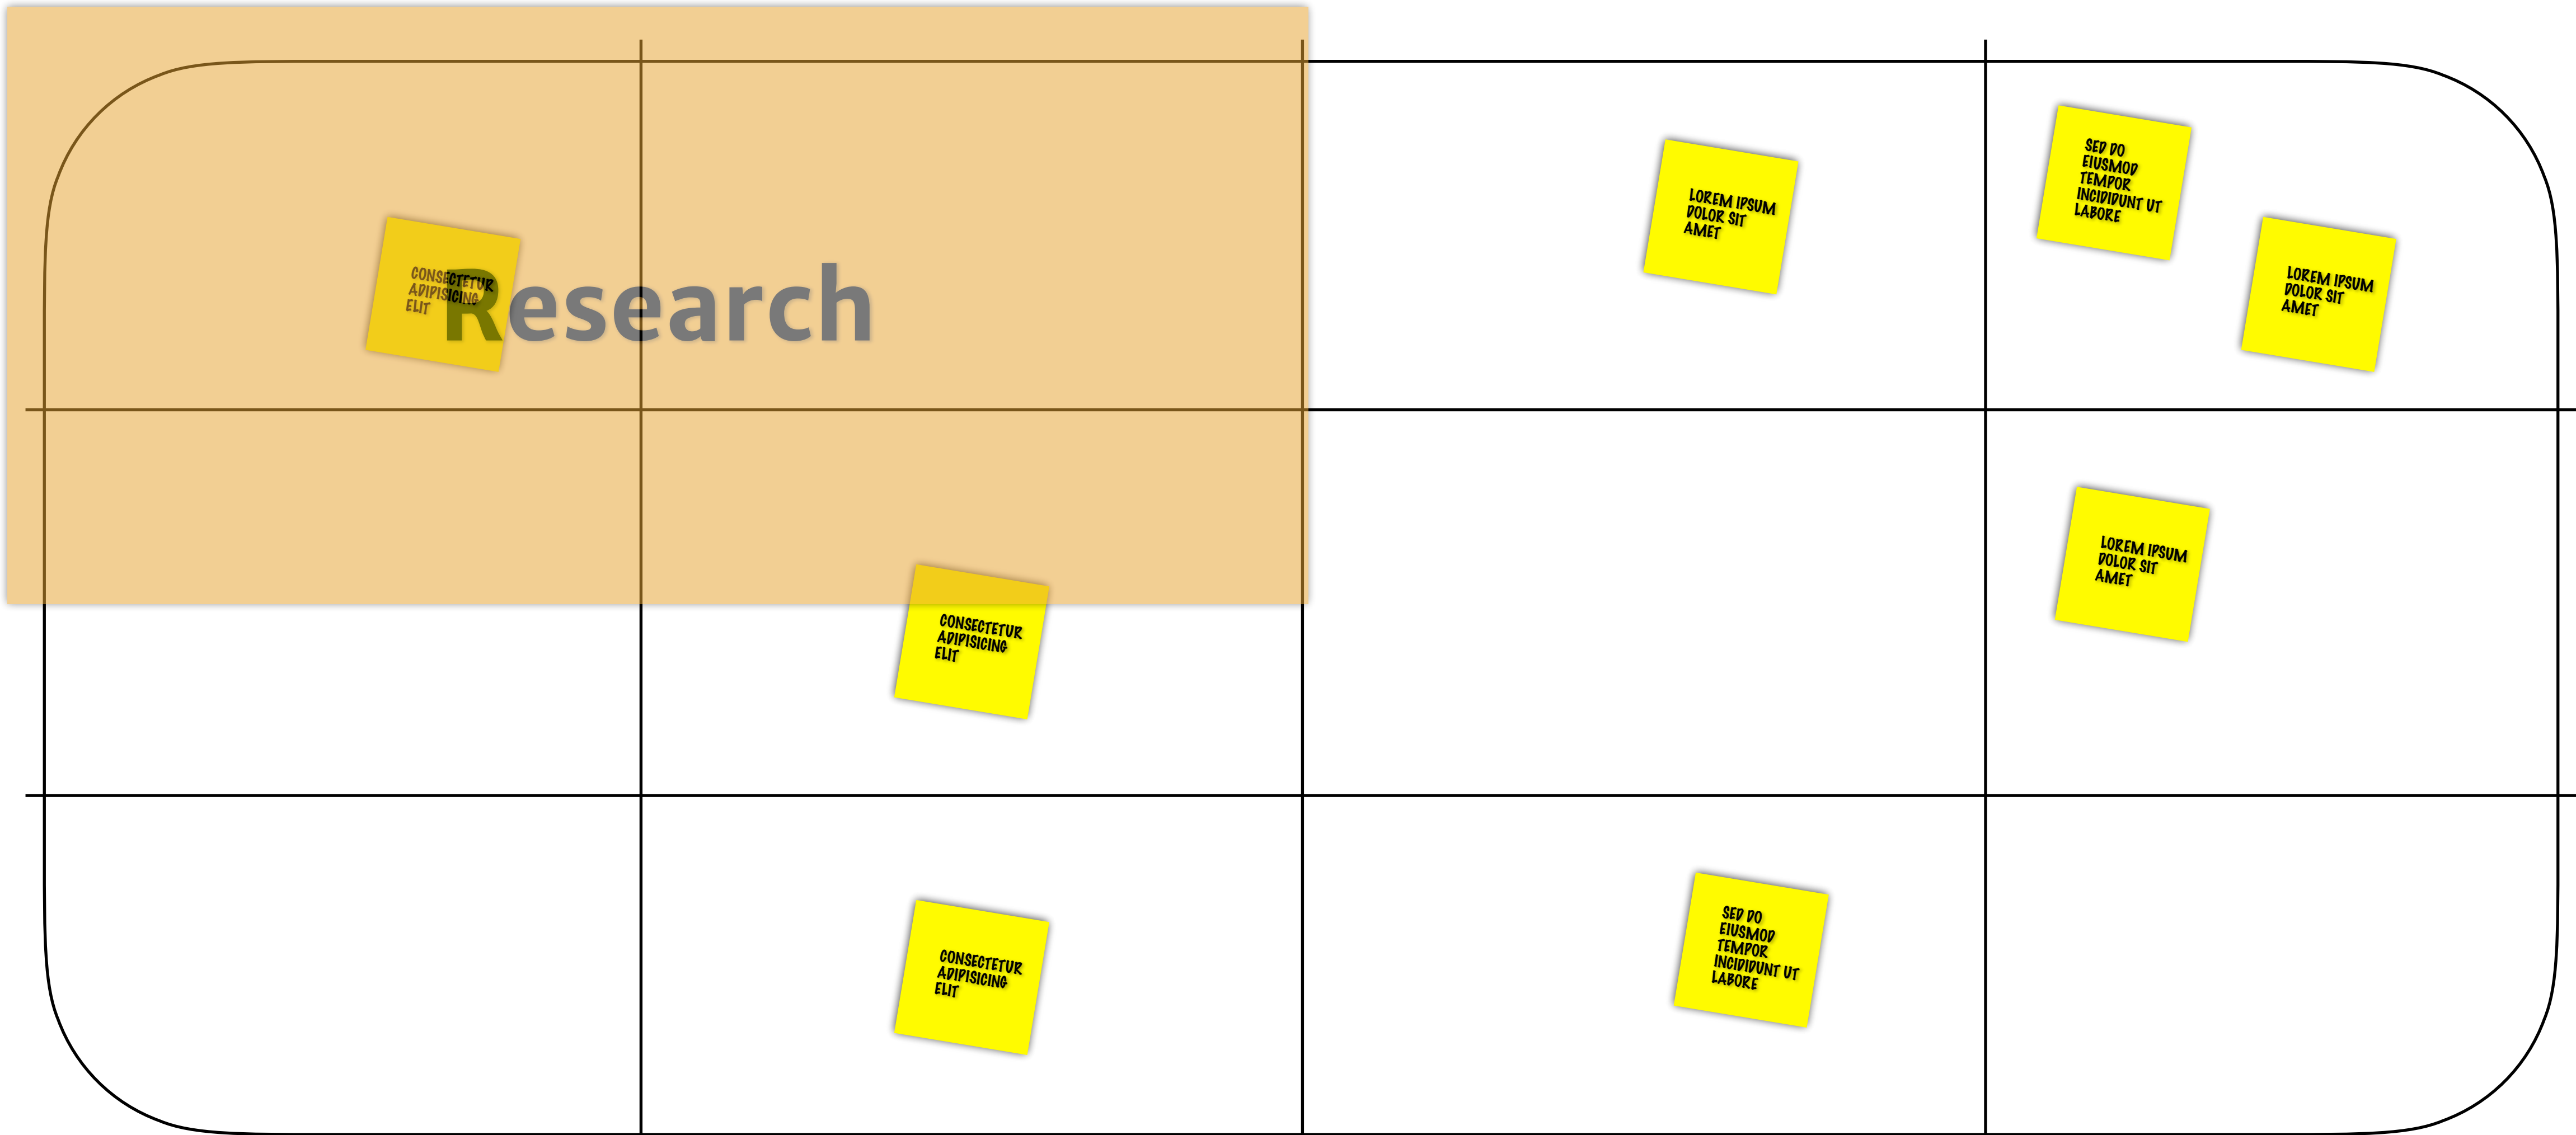 SED DO
EIUSMOD
TEMPOR
INCIDIDUNT UT
LABORE
LOREM IPSUM
DOLOR SIT
AMET
CONSECTETUR
ADIPISICING
ELIT
Research
LOREM IPSUM
DOLOR SIT
AMET
LOREM IPSUM
DOLOR SIT
AMET
CONSECTETUR
ADIPISICING
ELIT
CONSECTETUR
ADIPISICING
ELIT
SED DO
EIUSMOD
TEMPOR
INCIDIDUNT UT
LABORE